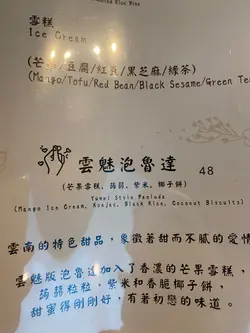 Rice Wine
雪糕
Ice Cream
(芒果/豆腐/紅豆/黑芝麻/綠茶)
(Mango/Tofu/Red Bean/Black Sesame/Green Te
雲魅泡魯達 48
(芒果雪糕、蒟蒻、紫米、椰子餅)
Yunni Style Paoluda
(Mango Ice Cream, Konjac, Black Rice, Coconut Biscuits)
雲南的特色甜品，象徵著甜而不膩的愛情
雲魅版泡魯達加入了香濃的芒果雪糕，
蒟蒻粒粒，紫米和香脆椰子餅，
甜蜜得剛剛好，有著初戀的味道。